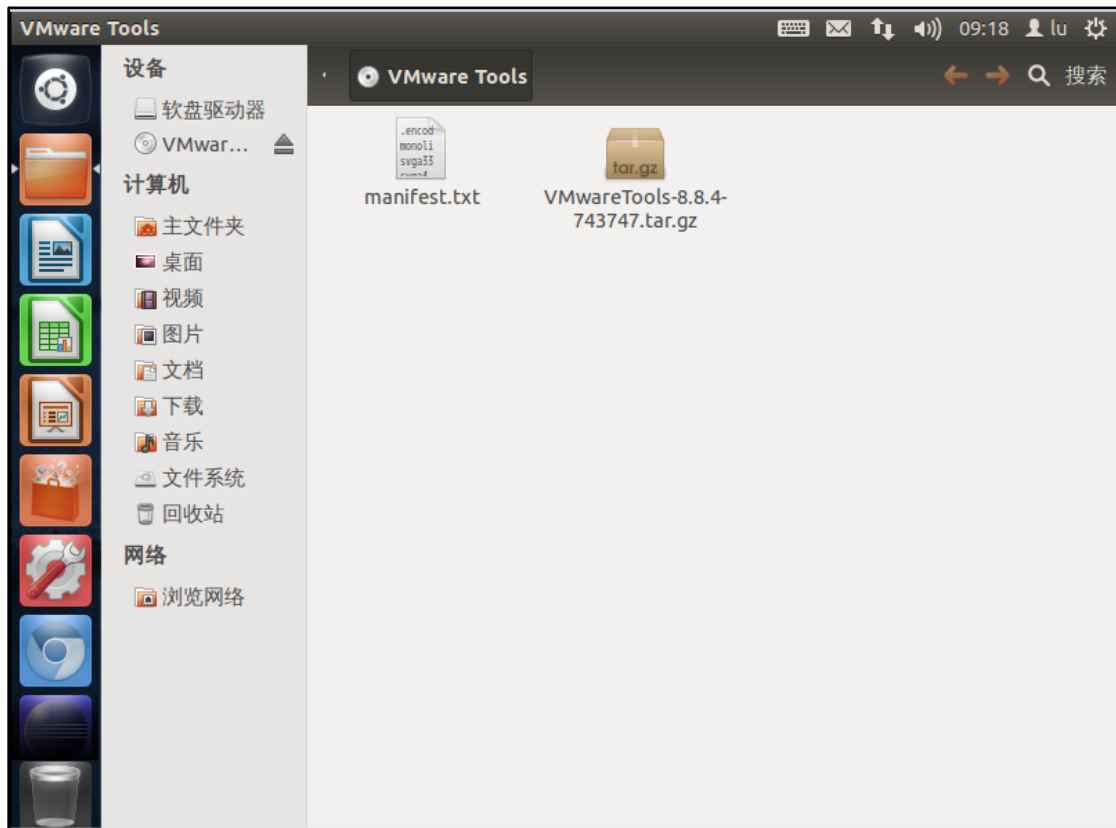 VMware Tools
09:18
lu
设备
软盘驱动器
VMwar...
计算机
主文件夹
桌面
视频
图片
文档
下载
音乐
文件系统
回收站
网络
浏览网络
VMware Tools
搜索
.encod
monoli
svga33
manifest.txt
tar.gz
VMwareTools-8.8.4-
743747.tar.gz